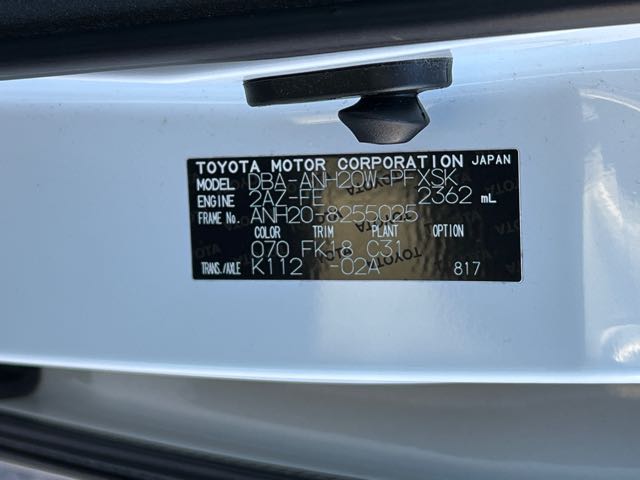 TOYOTA MOTOR CORPORATION JAPAN
MODEL DBA-ANH20W-PFXSK
ENGINE 2AZ-FE 2362 mL
FRAME No. ANH20-8255025
COLOR TRIM PLANT OPTION
070 FK18 C31
TRANS./AXLE K112 -02A 817